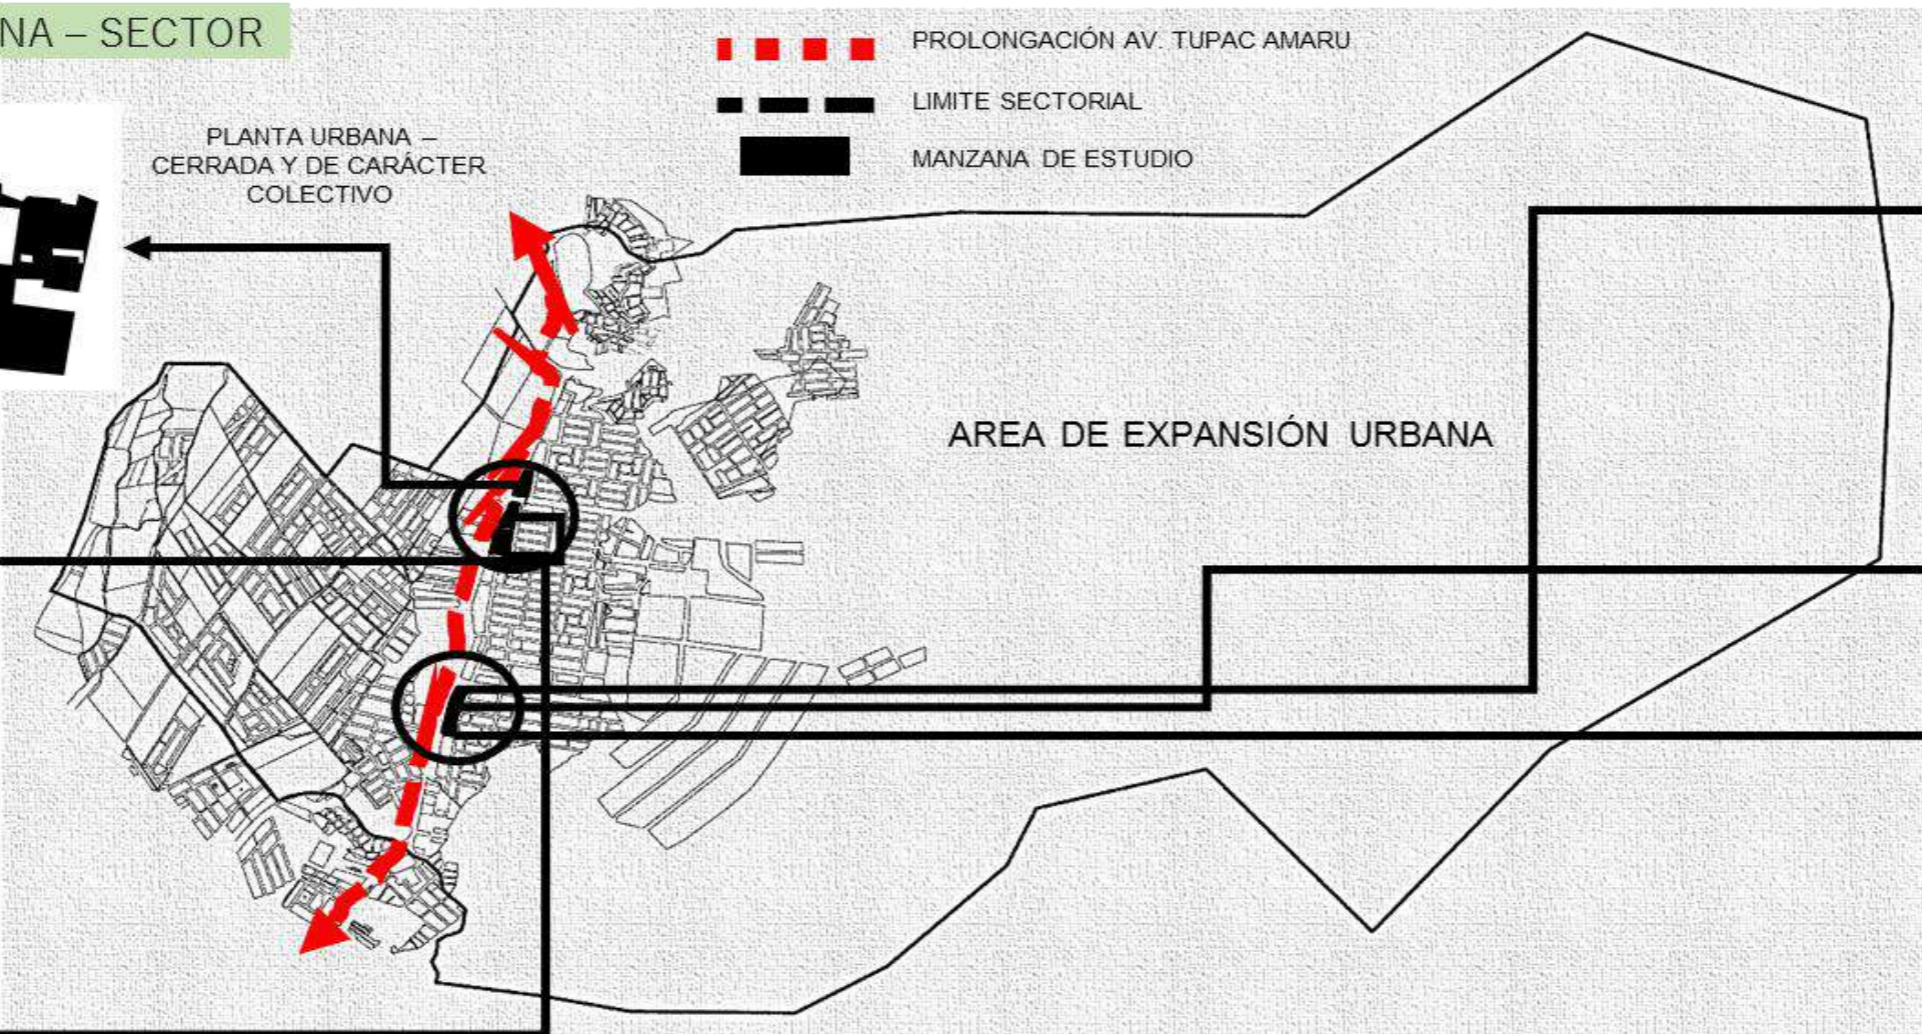 NA – SECTOR
PROLONGACIÓN AV. TUPAC AMARU
LIMITE SECTORIAL
MANZANA DE ESTUDIO
PLANTA URBANA –
CERRADA Y DE CARÁCTER
COLECTIVO
AREA DE EXPANSIÓN URBANA